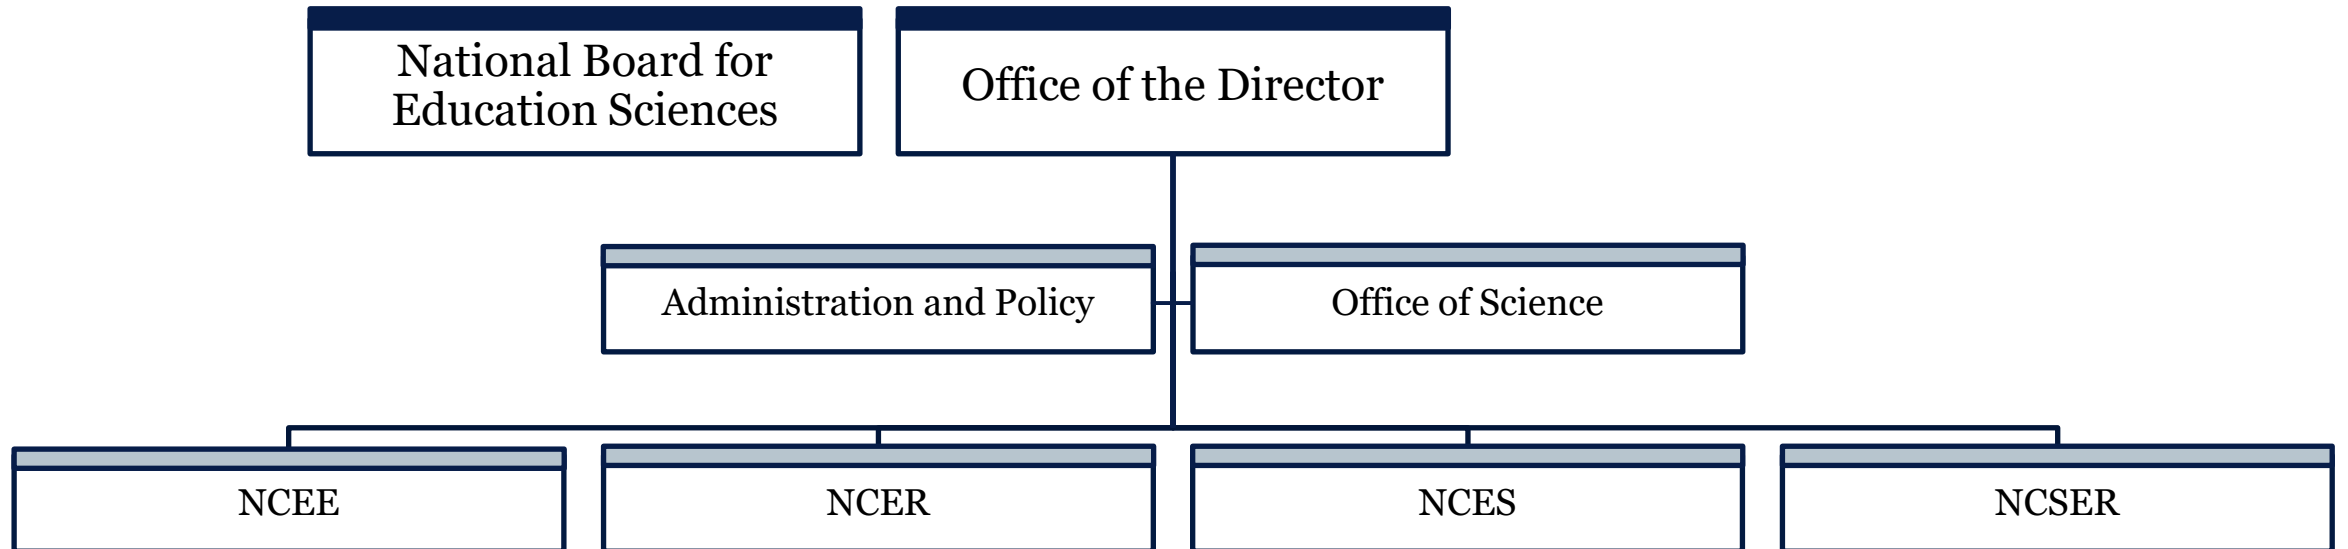 National Board for
Education Sciences
Office of the Director
Administration and Policy
Office of Science
NCEE
NCER
NCES
NCSER